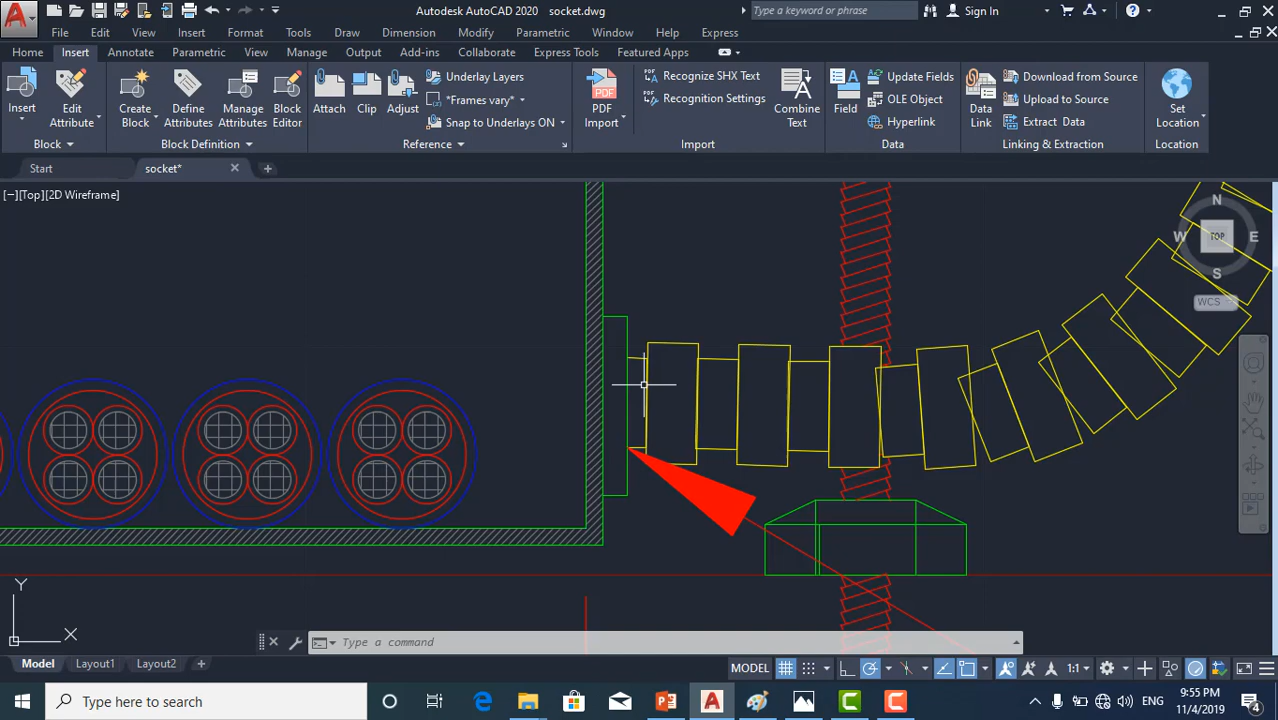 Autodesk AutoCAD 2020 socket.dwg
Type a keyword or phrase
Sign In
File Edit View Insert Format Tools Draw Dimension Modify Parametric Window Help Express
Home Insert Annotate Parametric View Manage Output Add-ins Collaborate Express Tools Featured Apps
Insert
Edit
Attribute
Block
Create
Block
Define
Attributes
Manage
Attributes
Block
Editor
Block Definition
Attach
Clip
Adjust
Underlay Layers
*Frames vary*
Snap to Underlays ON
Reference
PDF
Import
Recognize SHX Text
Recognition Settings
Combine
Text
Import
Field
Update Fields
OLE Object
Hyperlink
Data
Data
Link
Download from Source
Upload to Source
Extract Data
Linking & Extraction
Set
Location
Location
Start
socket*
[−][Top][2D Wireframe]
N
W TOP E
S
WCS
Y
X
Type a command
Model Layout1 Layout2
MODEL
1:1
Type here to search
ENG
9:55 PM
11/4/2019
4